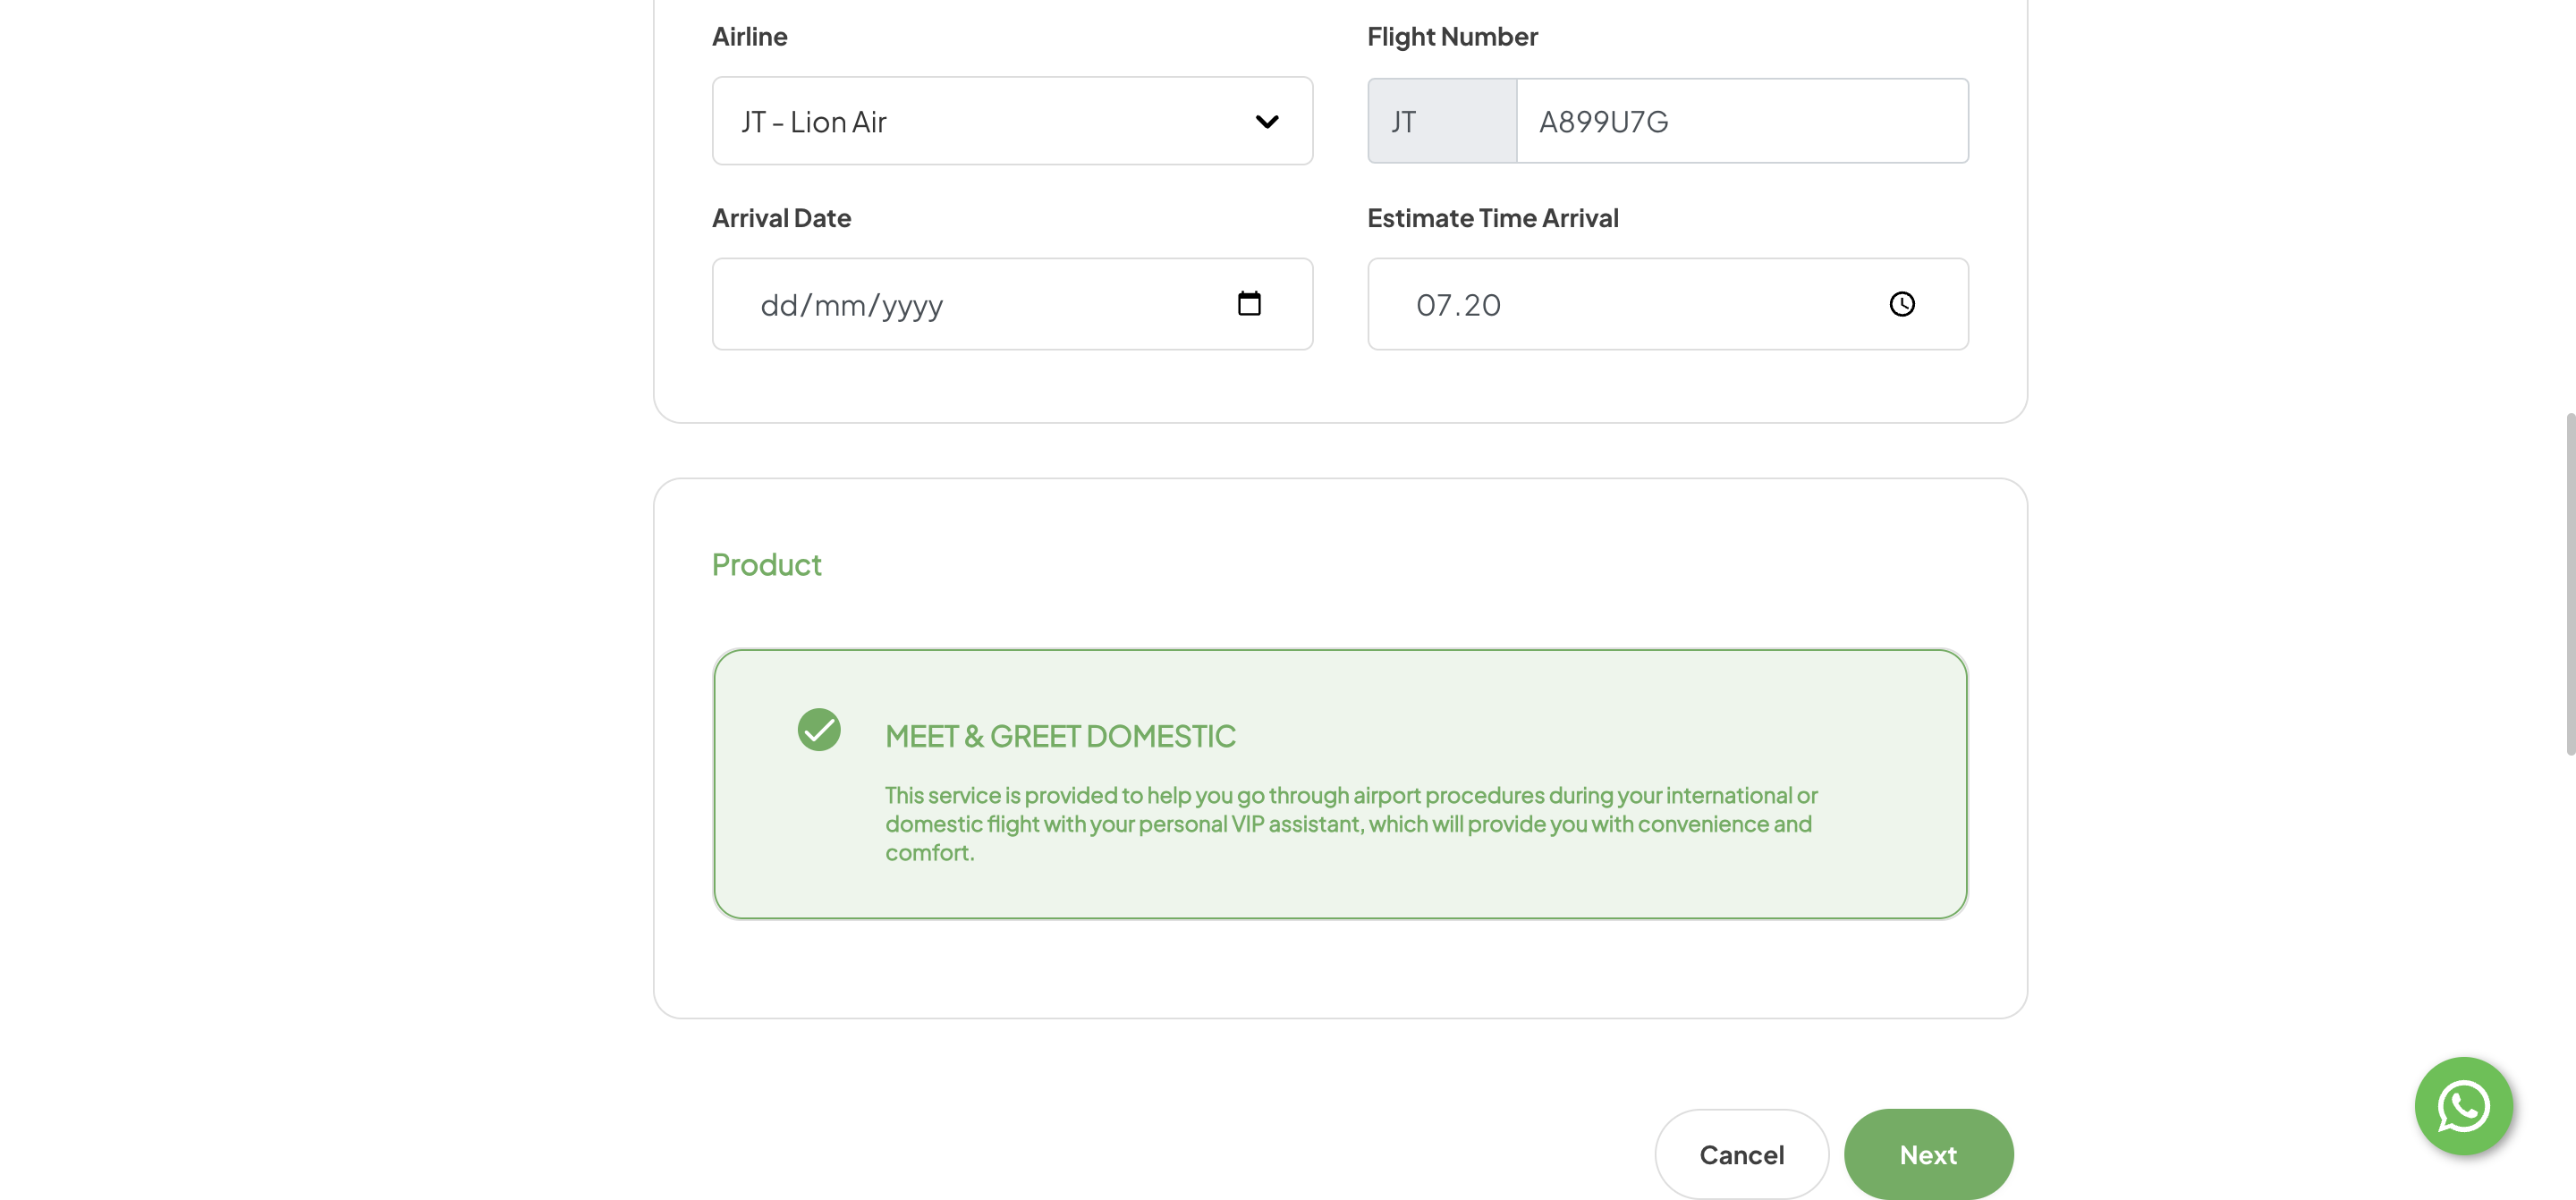 Airline
Flight Number
JT - Lion Air
JT
A899U7G
Arrival Date
Estimate Time Arrival
dd/mm/yyyy
07.20
Product
MEET & GREET DOMESTIC
This service is provided to help you go through airport procedures during your international or
domestic flight with your personal VIP assistant, which will provide you with convenience and
comfort.
Cancel
Next